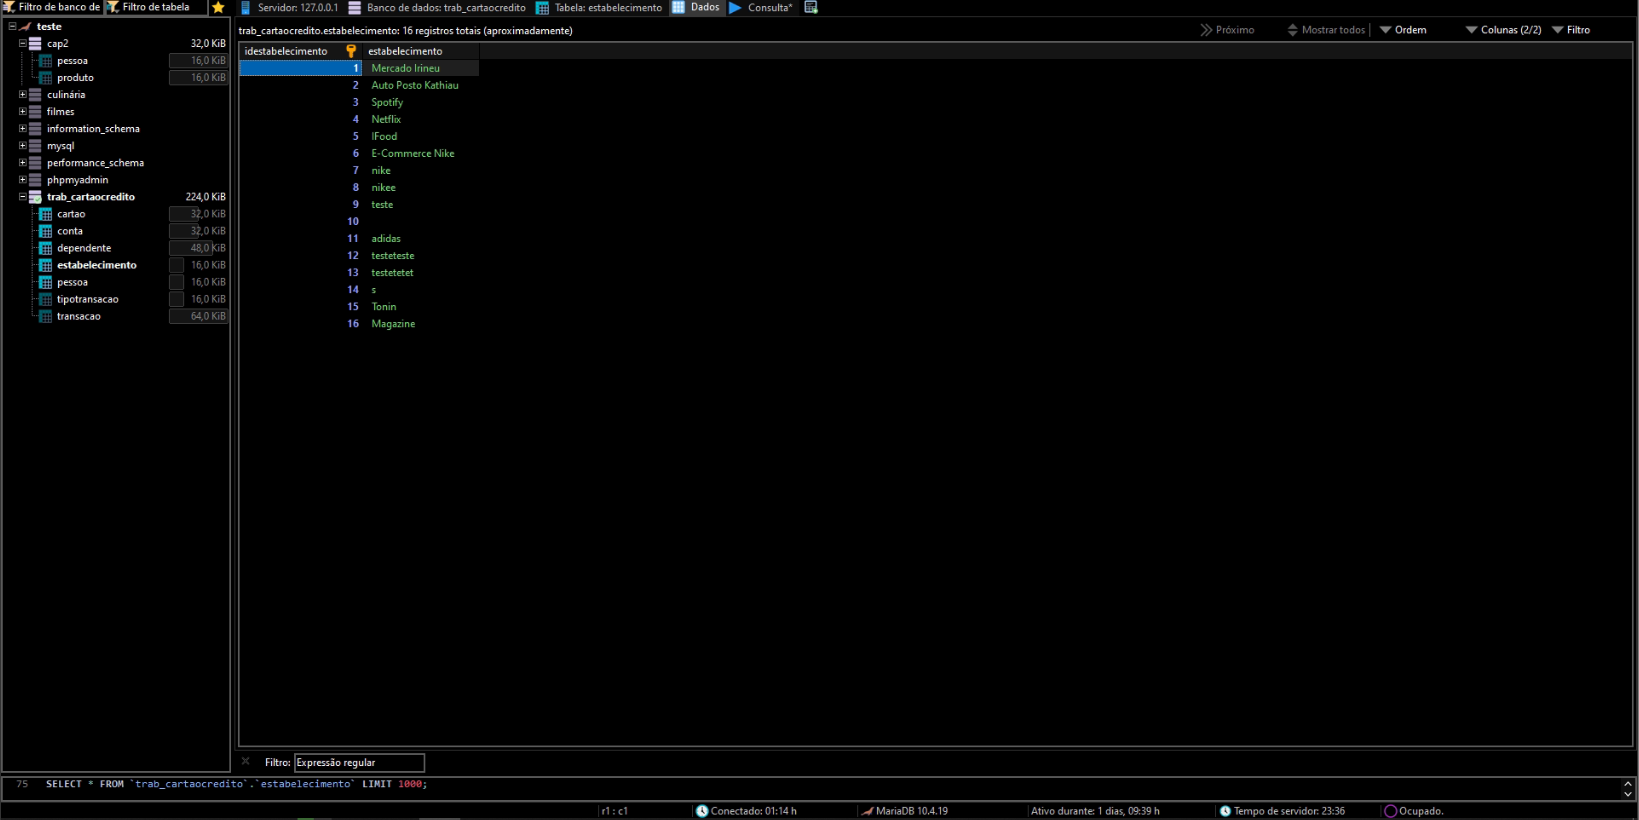 Filtro de banco de Filtro de tabela
Servidor: 127.0.0.1 Banco de dados: trab_cartaocredito Tabela: estabelecimento Dados Consulta*
teste
cap2 32,0 KiB
pessoa 16,0 KiB
produto 16,0 KiB
culinária
filmes
information_schema
mysql
performance_schema
phpmyadmin
trab_cartaocredito 224,0 KiB
cartao 32,0 KiB
conta 32,0 KiB
dependente 48,0 KiB
estabelecimento 16,0 KiB
pessoa 16,0 KiB
tipotransacao 16,0 KiB
transacao 64,0 KiB
trab_cartaocredito.estabelecimento: 16 registros totais (aproximadamente)
Próximo Mostrar todos Ordem Colunas (2/2) Filtro
idestabelecimento estabelecimento
1 Mercado Irineu
2 Auto Posto Kathiau
3 Spotify
4 Netflix
5 IFood
6 E-Commerce Nike
7 nike
8 nikee
9 teste
10
11 adidas
12 testeteste
13 testetetet
14 s
15 Tonin
16 Magazine
Filtro: Expressão regular
75 SELECT * FROM `trab_cartaocredito`.`estabelecimento` LIMIT 1000;
r1 : c1 Conectado: 01:14 h MariaDB 10.4.19 Ativo durante: 1 dias, 09:39 h Tempo de servidor: 23:36 Ocupado.